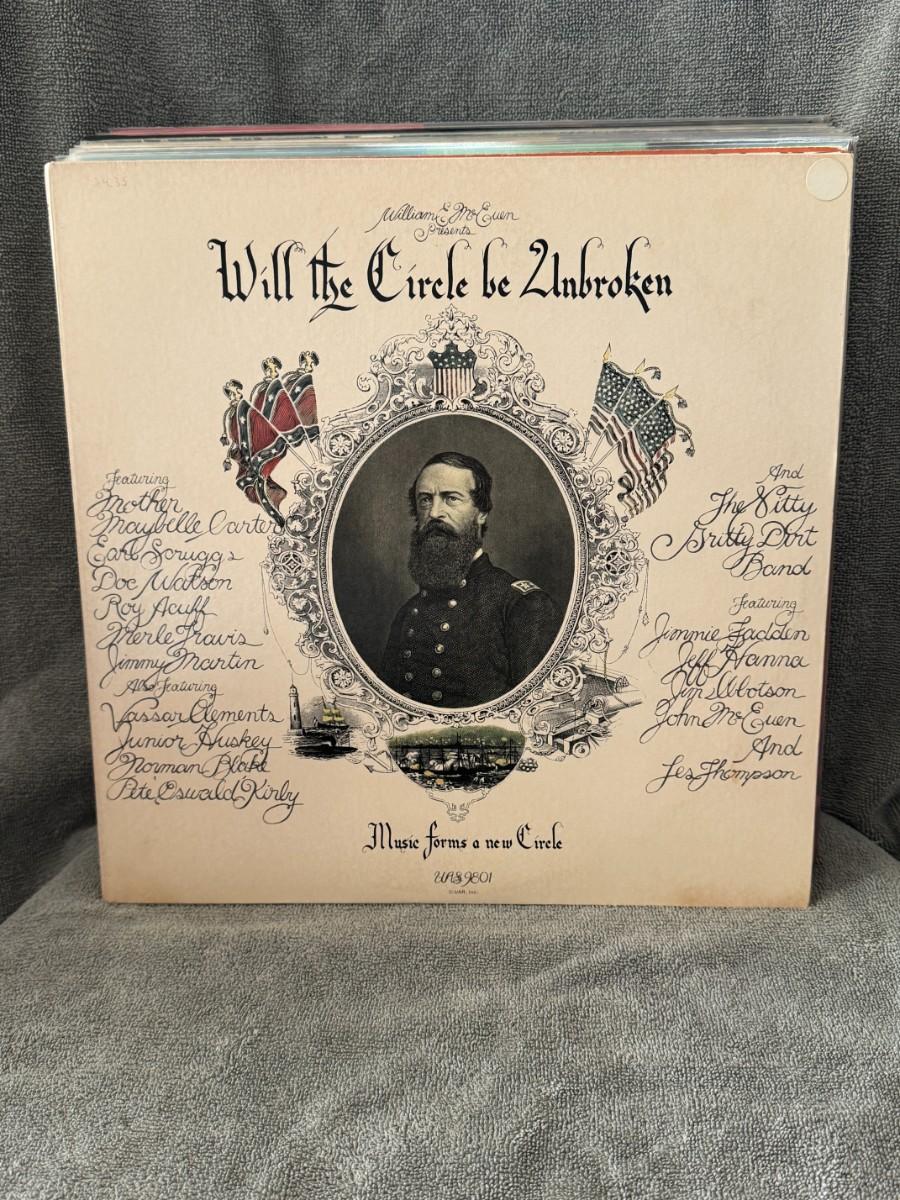 William E. McEuen
Presents
Will the Circle be Unbroken
Featuring
Mother
Maybelle Carter
Earl Scruggs
Doc Watson
Roy Acuff
Merle Travis
Jimmy Martin
Also featuring
Vassar Clements
Junior Huskey
Norman Blake
Pete Oswald Kirby
And
The Nitty
Gritty Dirt
Band
Featuring
Jimmie Fadden
Jeff Hanna
Jim Ibbotson
John McEuen
And
Les Thompson
Music forms a new Circle
UAS 9801